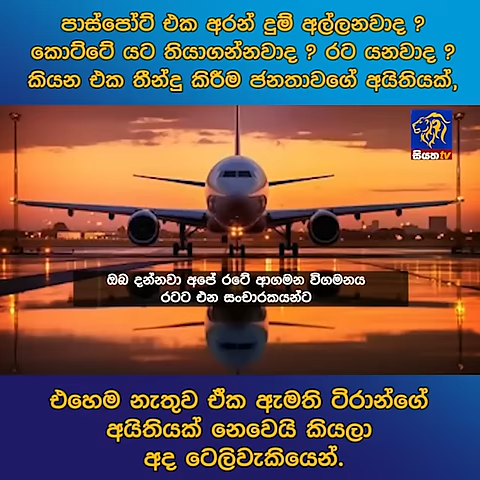 පාස්පෝට් එක අරන් දුම් අල්ලනවාද ?
කොට්ටේ යට තියාගන්නවාද ? රට යනවාද ?
කියන එක තීන්දු කිරීම ජනතාවගේ අයිතියක්,
සියත tv
ඔබ දන්නවා අපේ රටේ ආගමන විගමනය
රටට එන සංචාරකයන්ට
එහෙම නැතුව ඒක ඇමති ටිරාන්ගේ
අයිතියක් නෙවෙයි කියලා
අද ටෙලිවැකියෙන්.